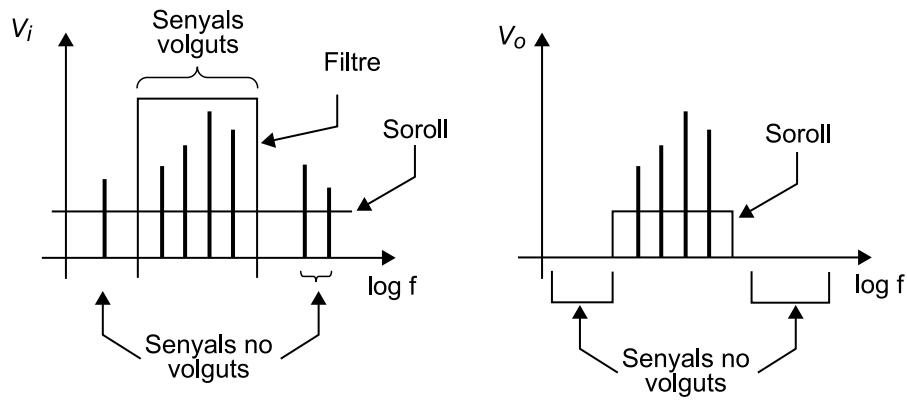 Vi
Senyals
volguts
Filtre
Soroll
log f
Senyals no
volguts
Vo
Soroll
log f
Senyals no
volguts